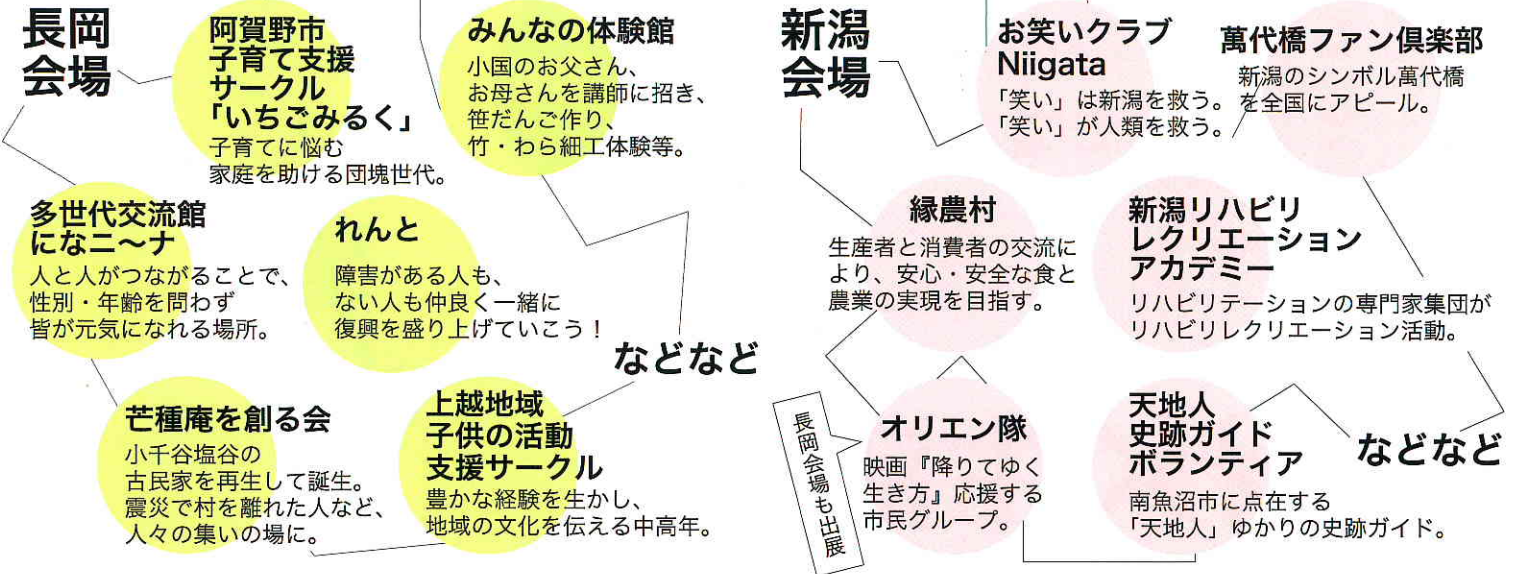 長岡
会場
阿賀野市
子育て支援
サークル
「いちごみるく」
子育てに悩む
家庭を助ける団塊世代。
みんなの体験館
小国のお父さん、
お母さんを講師に招き、
笹だんご作り、
竹・わら細工体験等。
多世代交流館
になニ〜ナ
人と人がつながることで、
性別・年齢を問わず
皆が元気になれる場所。
れんと
障害がある人も、
ない人も仲良く一緒に
復興を盛り上げていこう!
などなど
芒種庵を創る会
小千谷塩谷の
古民家を再生して誕生。
震災で村を離れた人など、
人々の集いの場に。
上越地域
子供の活動
支援サークル
豊かな経験を生かし、
地域の文化を伝える中高年。
新潟
会場
お笑いクラブ
Niigata
「笑い」は新潟を救う。
「笑い」が人類を救う。
萬代橋ファン倶楽部
新潟のシンボル萬代橋
を全国にアピール。
縁農村
生産者と消費者の交流に
より、安心・安全な食と
農業の実現を目指す。
新潟リハビリ
レクリエーション
アカデミー
リハビリテーションの専門家集団が
リハビリレクリエーション活動。
長岡会場も出展
オリエン隊
映画『降りてゆく
生き方』応援する
市民グループ。
天地人
史跡ガイド
ボランティア
南魚沼市に点在する
「天地人」ゆかりの史跡ガイド。
などなど